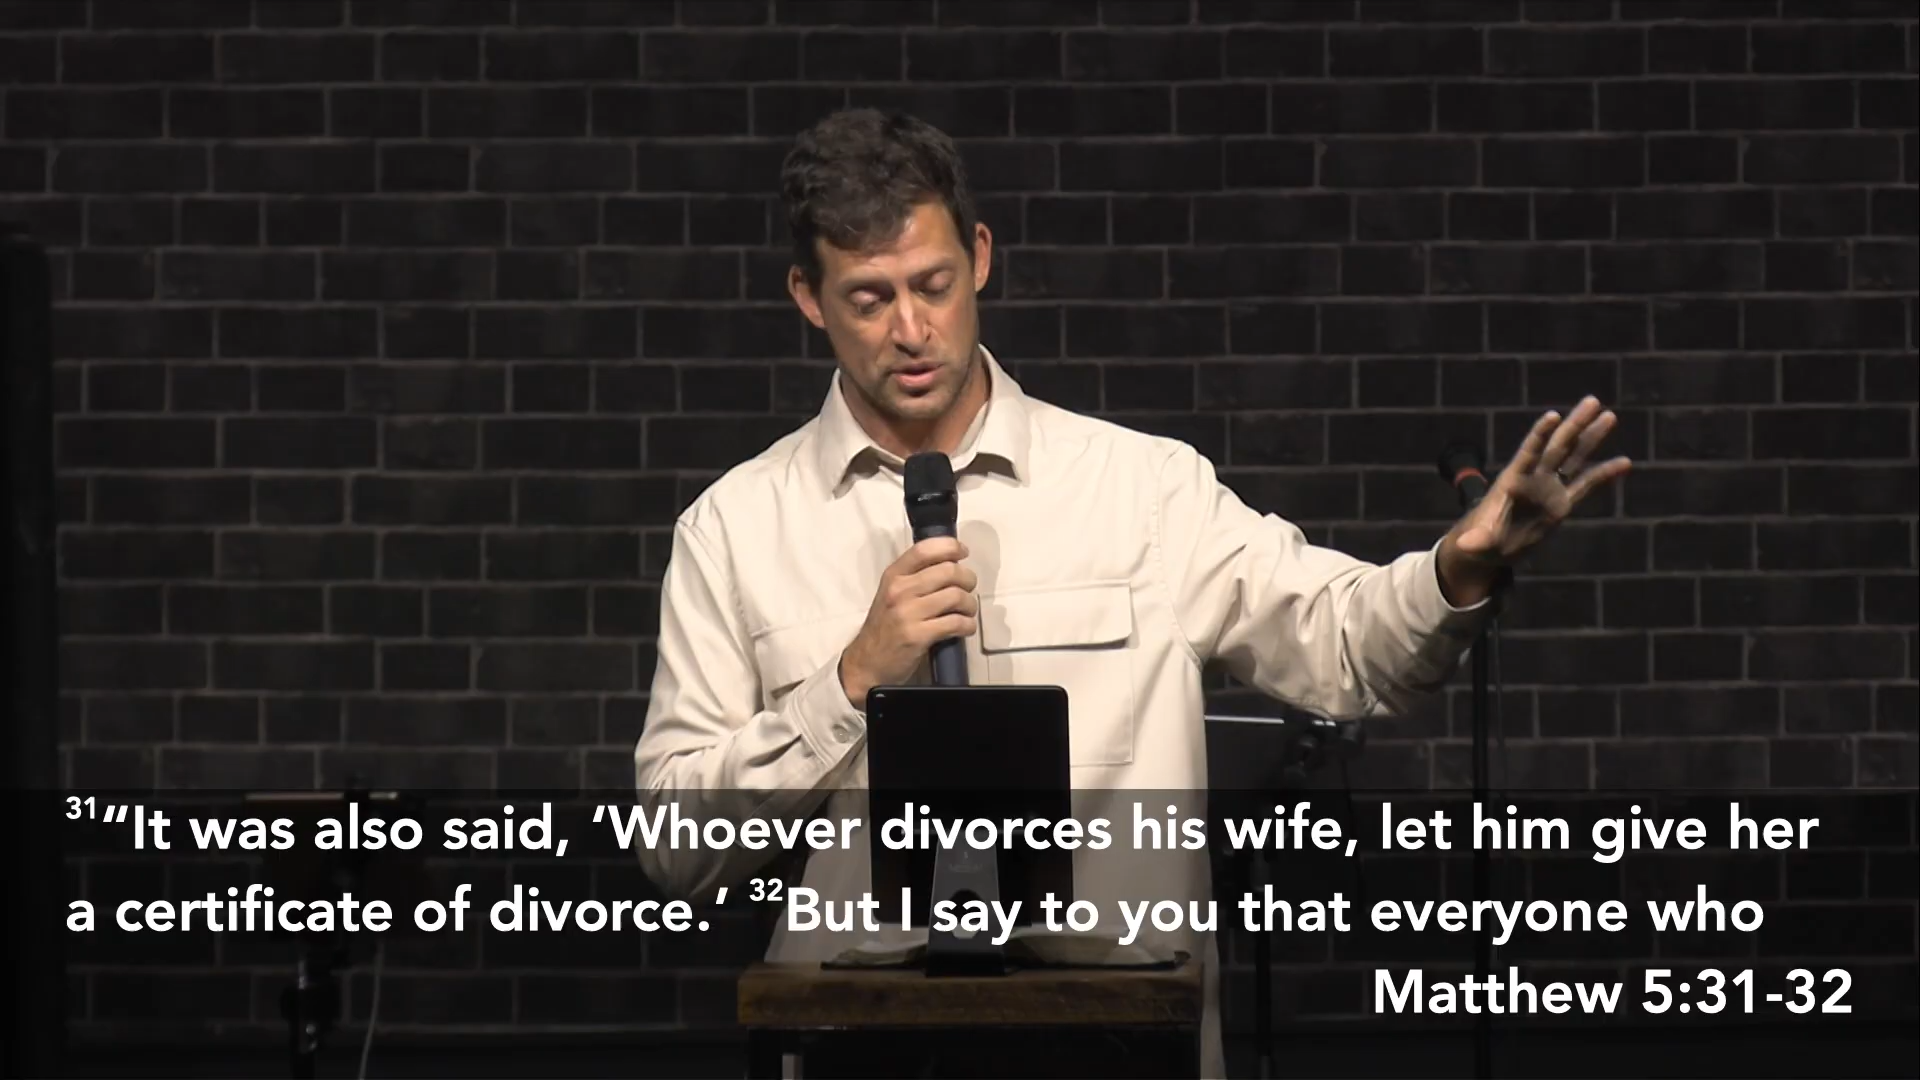 ³¹“It was also said, ‘Whoever divorces his wife, let him give her
a certificate of divorce.’ ³²But I say to you that everyone who
Matthew 5:31-32